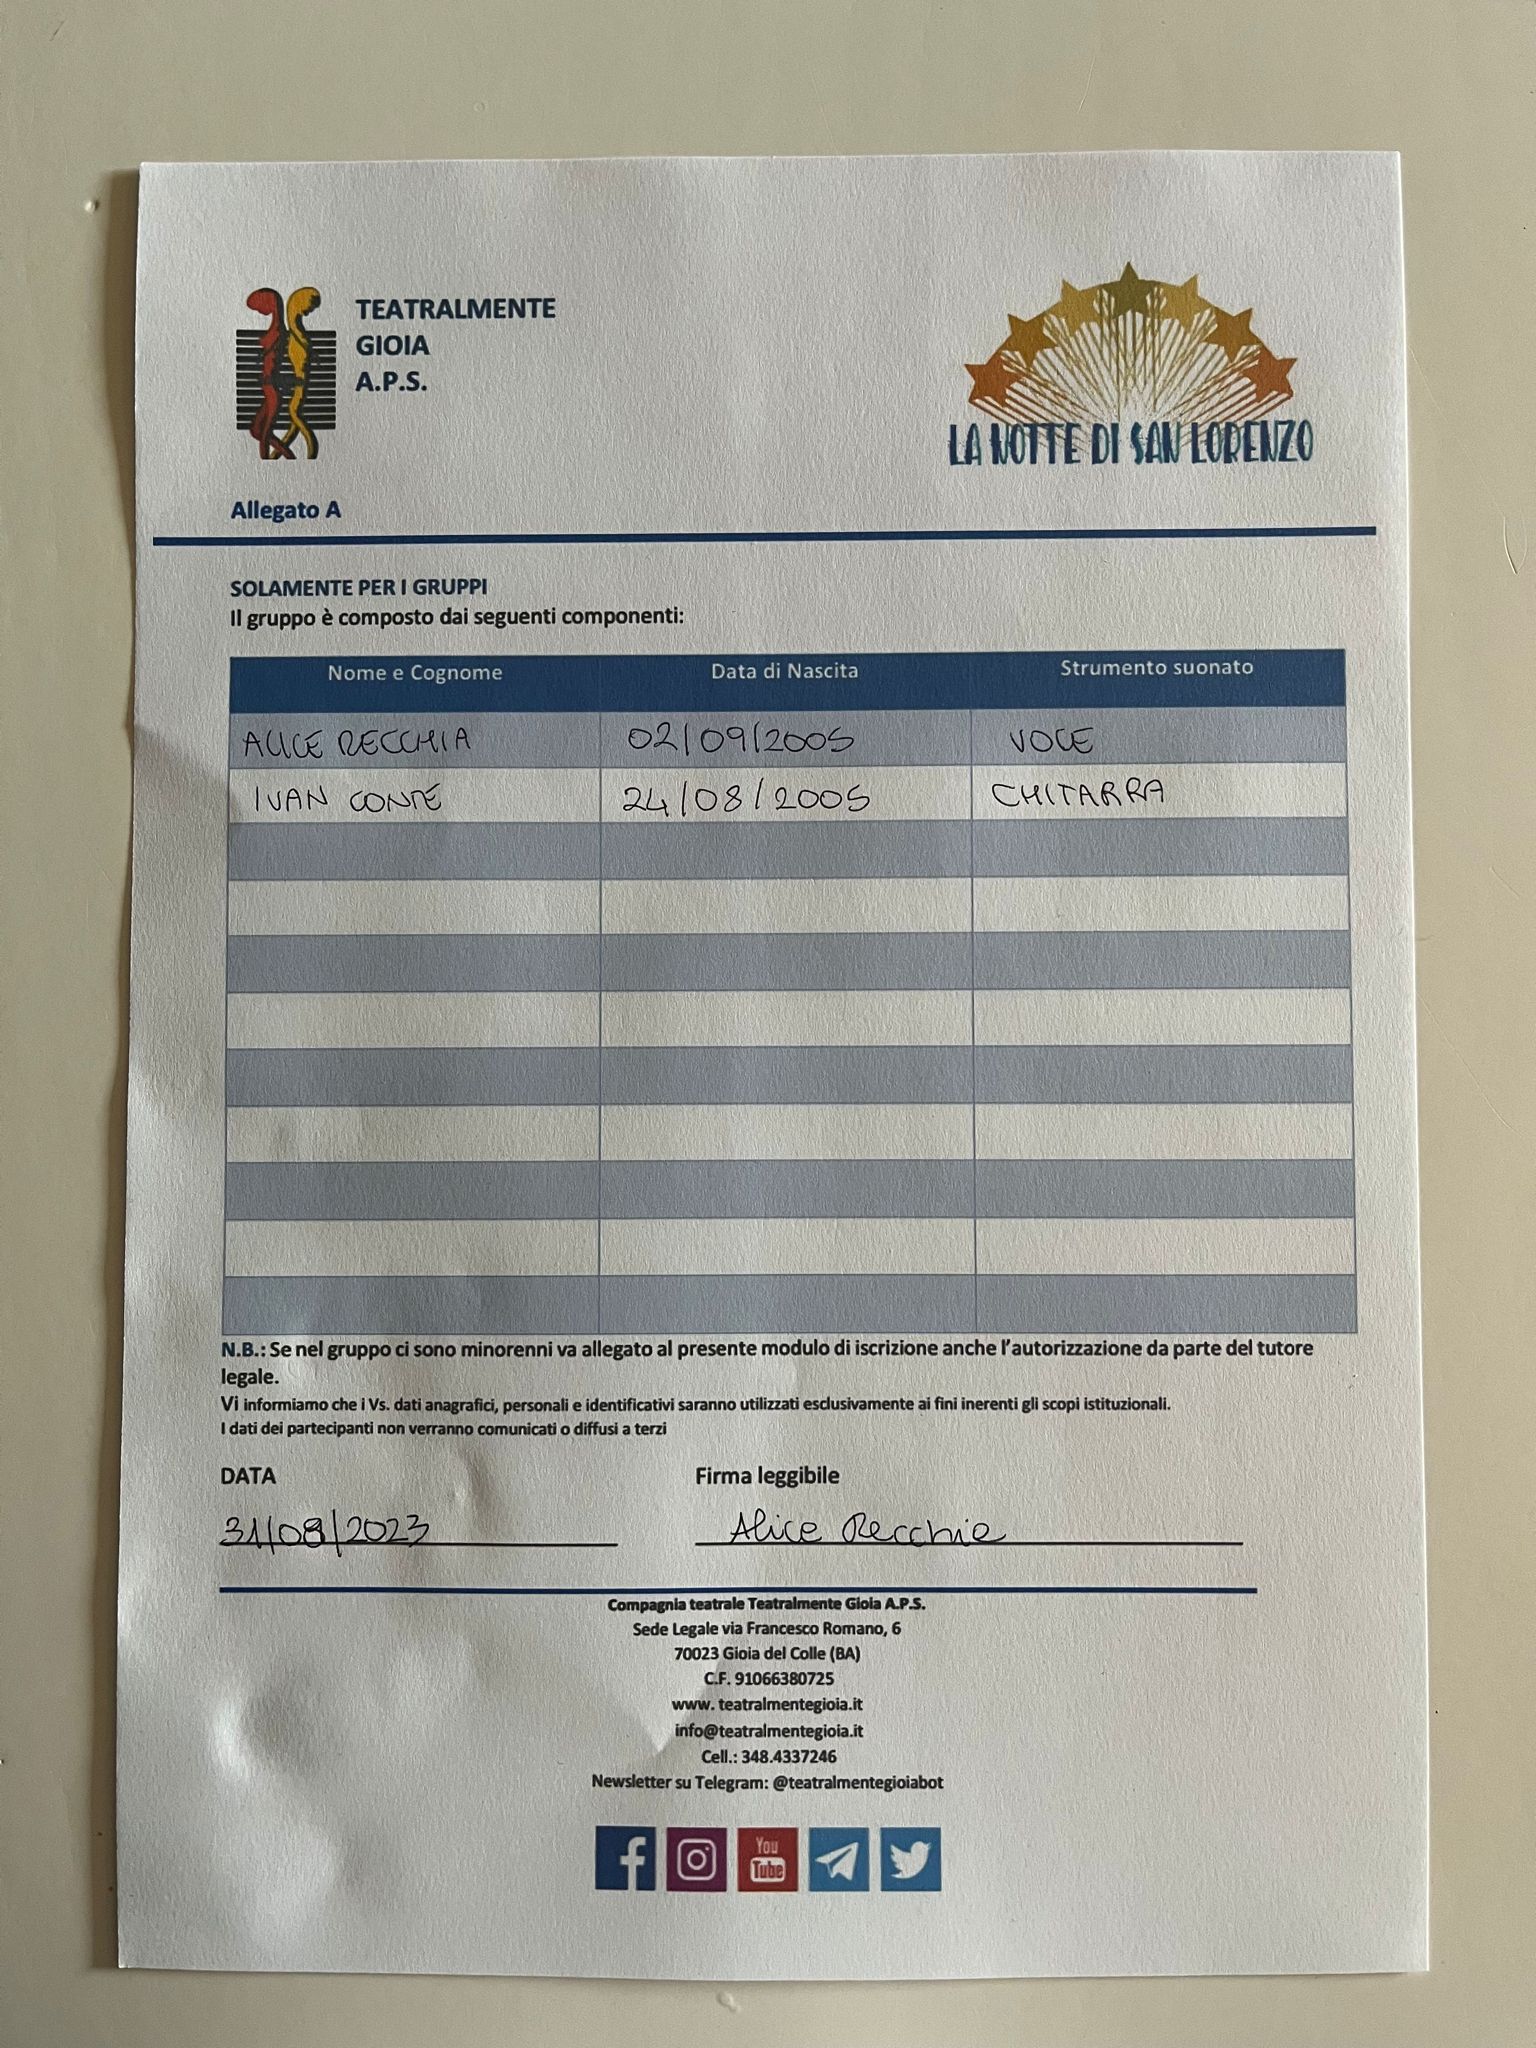 TEATRALMENTE
GIOIA
A.P.S.
LA NOTTE DI SAN LORENZO
Allegato A
SOLAMENTE PER I GRUPPI
Il gruppo è composto dai seguenti componenti:
Nome e Cognome Data di Nascita Strumento suonato
ALICE RECCHIA 02/09/2005 VOCE
IVAN CONTE 24/08/2005 CHITARRA
N.B.: Se nel gruppo ci sono minorenni va allegato al presente modulo di iscrizione anche l'autorizzazione da parte del tutore
legale.
Vi informiamo che i Vs. dati anagrafici, personali e identificativi saranno utilizzati esclusivamente ai fini inerenti gli scopi istituzionali.
I dati dei partecipanti non verranno comunicati o diffusi a terzi
DATA Firma leggibile
31/08/2023 Alice Recchia
Compagnia teatrale Teatralmente Gioia A.P.S.
Sede Legale via Francesco Romano, 6
70023 Gioia del Colle (BA)
C.F. 91066380725
www. teatralmentegioia.it
info@teatralmentegioia.it
Cell.: 348.4337246
Newsletter su Telegram: @teatralmentegioiabot
You
Tube